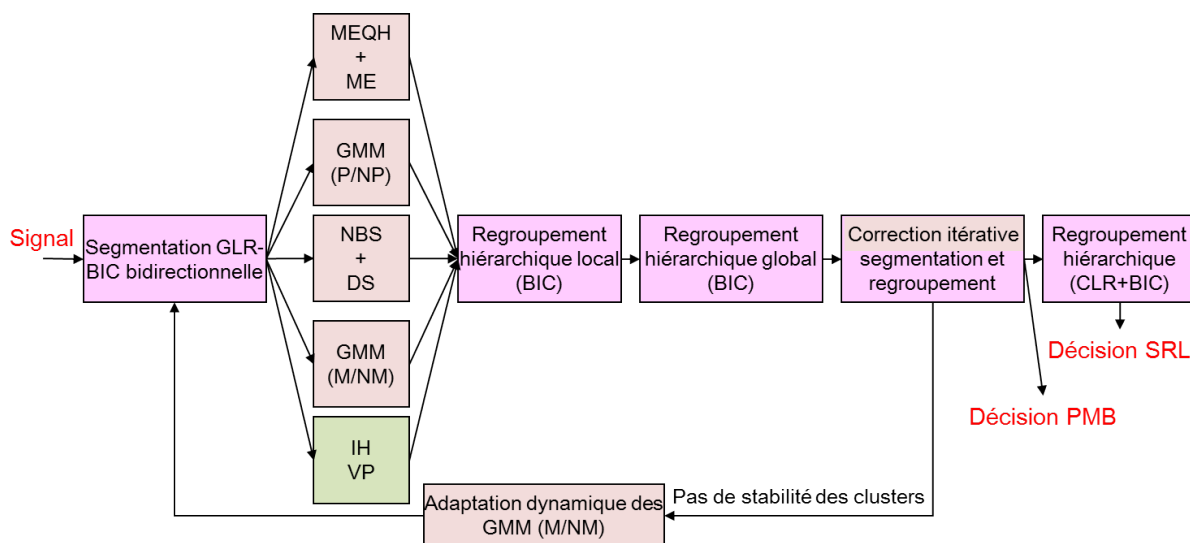 MEQH
+
ME
GMM
(P/NP)
Signal
Segmentation GLR-
BIC bidirectionnelle
NBS
+
DS
Regroupement
hiérarchique local
(BIC)
Regroupement
hiérarchique global
(BIC)
Correction itérative
segmentation et
regroupement
Regroupement
hiérarchique
(CLR+BIC)
GMM
(M/NM)
Décision SRL
Décision PMB
IH
VP
Pas de stabilité des clusters
Adaptation dynamique des
GMM (M/NM)